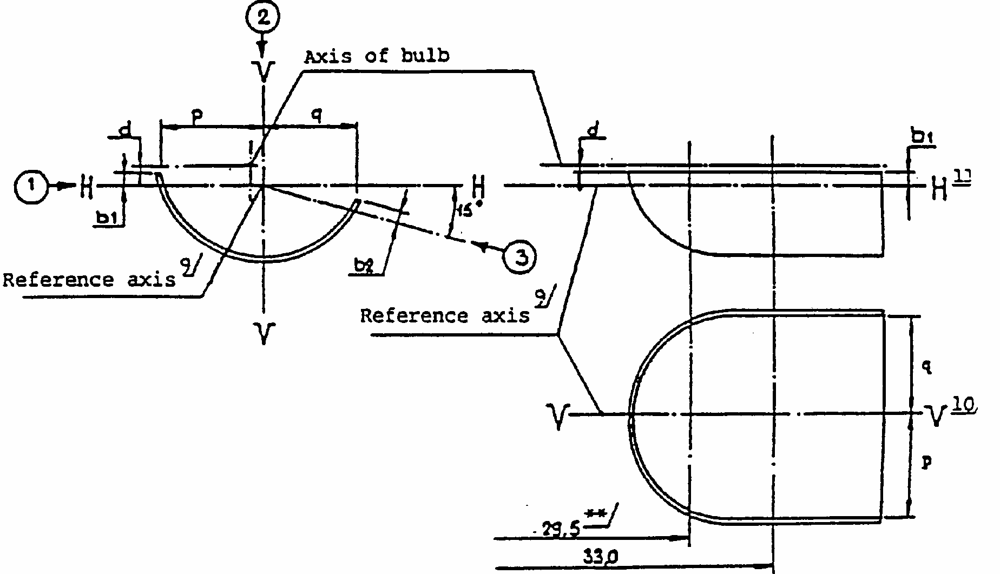 2
V
Axis of bulb
p
q
d
d
b1
1
H
H
H 11
b1
15°
b2
3
9/
Reference axis
9/
Reference axis
V
q
V
V 10
p
29,5 **/
33,0